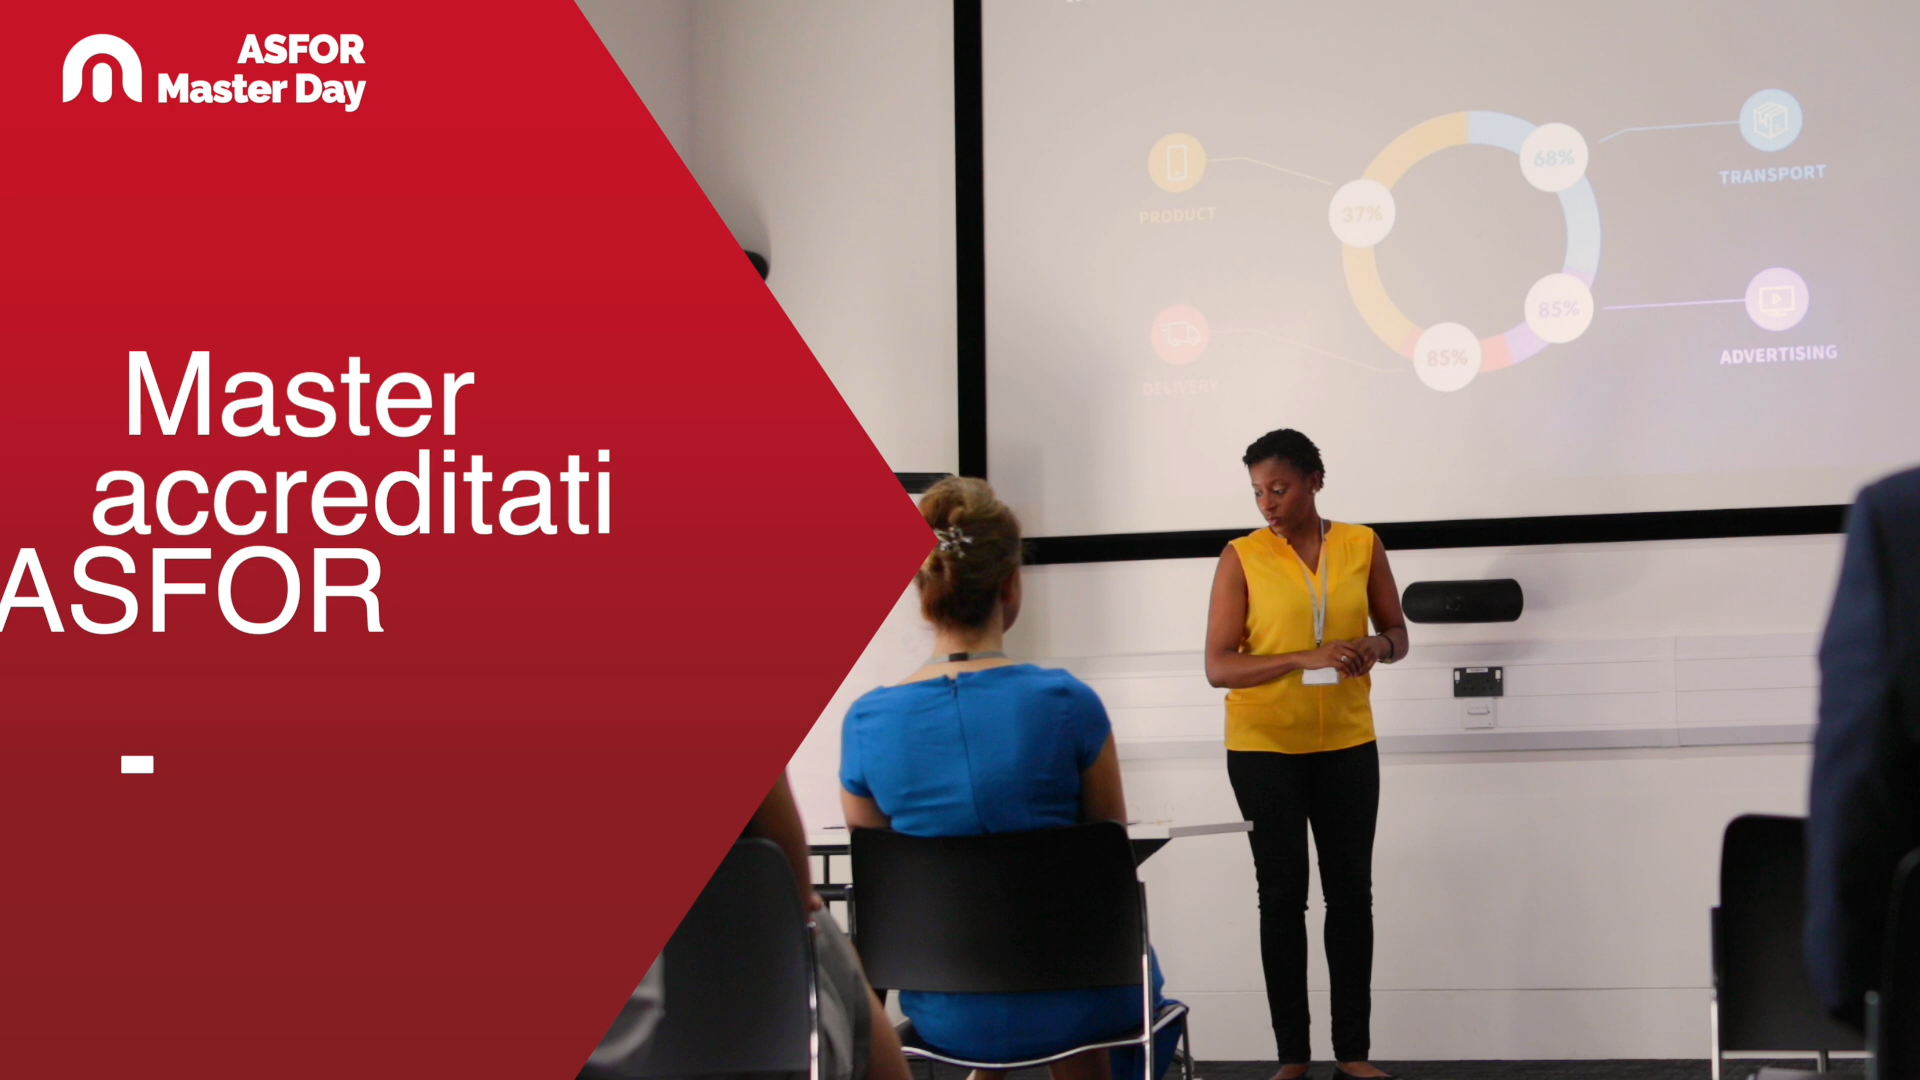 ASFOR
Master Day
Master
accreditati
ASFOR
PRODUCT
37%
68%
TRANSPORT
DELIVERY
85%
85%
ADVERTISING